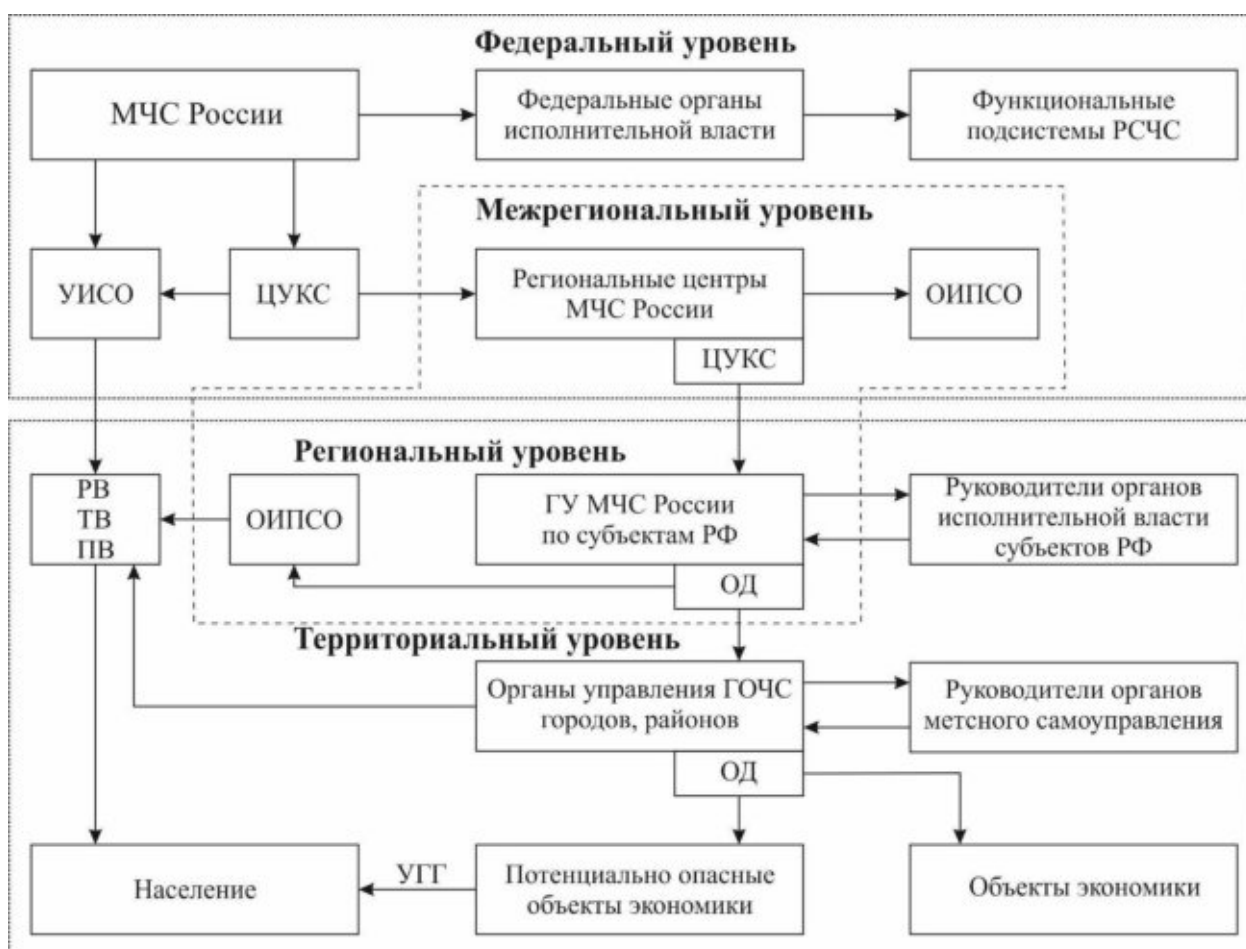 Федеральный уровень
МЧС России
Федеральные органы
исполнительной власти
Функциональные
подсистемы РСЧС
Межрегиональный уровень
УИСО
ЦУКС
Региональные центры
МЧС России
ОИПСО
ЦУКС
Региональный уровень
РВ
ТВ
ПВ
ОИПСО
ГУ МЧС России
по субъектам РФ
Руководители органов
исполнительной власти
субъектов РФ
ОД
Территориальный уровень
Органы управления ГОЧС
городов, районов
Руководители органов
метсного самоуправления
ОД
Население
УГГ
Потенциально опасные
объекты экономики
Объекты экономики